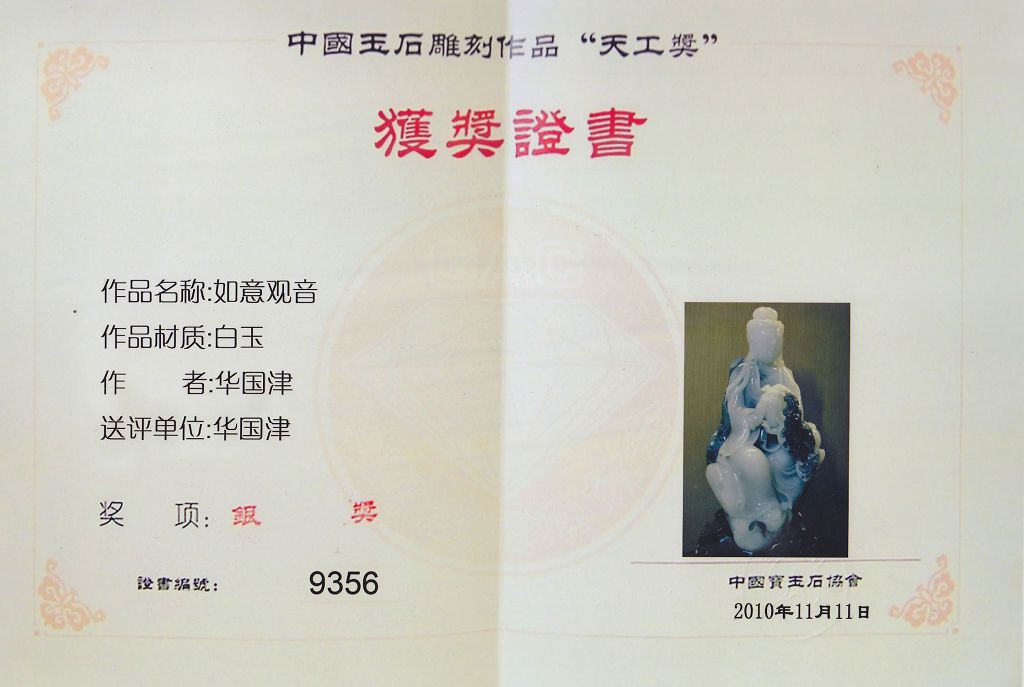 中國玉石雕刻作品“天工獎”
獲獎證書
作品名称:如意观音
作品材质:白玉
作 者:华国津
送评单位:华国津
奖 项: 銀 獎
證書編號: 9356
中國寶玉石協會
2010年11月11日